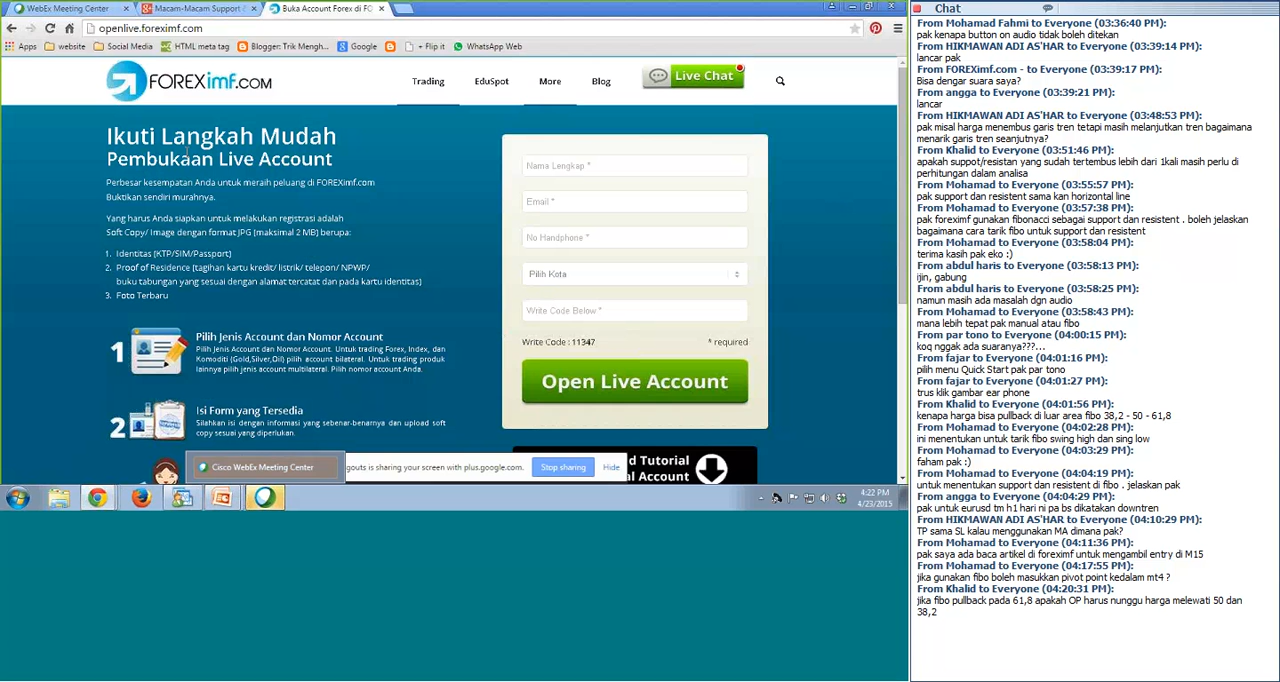 WebEx Meeting Center
Macam-Macam Support &
Buka Account Forex di FO
openlive.foreximf.com
Apps
website
Social Media
HTML meta tag
Blogger: Trik Mengh...
Google
+ Flip it
WhatsApp Web
FOREXimf.COM
Trading
EduSpot
More
Blog
Live Chat
Ikuti Langkah Mudah
Pembukaan Live Account
Perbesar kesempatan Anda untuk meraih peluang di FOREXimf.com
Buktikan sendiri murahnya.
Yang harus Anda siapkan untuk melakukan registrasi adalah
Soft Copy/ Image dengan format JPG (maksimal 2 MB) berupa:
1. Identitas (KTP/SIM/Passport)
2. Proof of Residence (tagihan kartu kredit/ listrik/ telepon/ NPWP/
buku tabungan yang sesuai dengan alamat tercatat dan pada kartu identitas)
3. Foto Terbaru
1
Pilih Jenis Account dan Nomor Account
Pilih Jenis Account dan Nomor Account. Untuk trading Forex, Index, dan
Komoditi (Gold,Silver,Oil) pilih account bilateral. Untuk trading produk
lainnya pilih jenis account multilateral. Pilih nomor account Anda.
2
Isi Form yang Tersedia
Silahkan isi dengan informasi yang sebenar-benarnya dan upload soft
copy sesuai yang diperlukan.
Nama Lengkap *
Email *
No Handphone *
Pilih Kota
Write Code Below *
Write Code : 11347
* required
Open Live Account
d Tutorial
al Account
Cisco WebEx Meeting Center
gouts is sharing your screen with plus.google.com.
Stop sharing
Hide
4:22 PM
4/23/2015
Chat
From Mohamad Fahmi to Everyone (03:36:40 PM):
pak kenapa button on audio tidak boleh ditekan
From HIKMAWAN ADI AS'HAR to Everyone (03:39:14 PM):
lancar pak
From FOREXimf.com - to Everyone (03:39:17 PM):
Bisa dengar suara saya?
From angga to Everyone (03:39:21 PM):
lancar
From HIKMAWAN ADI AS'HAR to Everyone (03:48:53 PM):
pak misal harga menembus garis tren tetapi masih melanjutkan tren bagaimana
menarik garis tren seanjutnya?
From Khalid to Everyone (03:51:46 PM):
apakah suppot/resistan yang sudah tertembus lebih dari 1kali masih perlu di
perhitungan dalam analisa
From Mohamad to Everyone (03:55:57 PM):
pak support dan resistent sama kan horizontal line
From Mohamad to Everyone (03:57:38 PM):
pak foreximf gunakan fibonacci sebagai support dan resistent . boleh jelaskan
bagaimana cara tarik fibo untuk support dan resistent
From Mohamad to Everyone (03:58:04 PM):
terima kasih pak eko :)
From abdul haris to Everyone (03:58:13 PM):
ijin, gabung
From abdul haris to Everyone (03:58:25 PM):
namun masih ada masalah dgn audio
From Mohamad to Everyone (03:58:43 PM):
mana lebih tepat pak manual atau fibo
From par tono to Everyone (04:00:15 PM):
koq nggak ada suaranya???...
From fajar to Everyone (04:01:16 PM):
pilih menu Quick Start pak par tono
From fajar to Everyone (04:01:27 PM):
trus klik gambar ear phone
From Khalid to Everyone (04:01:56 PM):
kenapa harga bisa pullback di luar area fibo 38,2 - 50 - 61,8
From Mohamad to Everyone (04:02:28 PM):
ini menentukan untuk tarik fibo swing high dan sing low
From Mohamad to Everyone (04:03:29 PM):
faham pak :)
From Mohamad to Everyone (04:04:19 PM):
untuk menentukan support dan resistent di fibo . jelaskan pak
From angga to Everyone (04:04:29 PM):
pak untuk eurusd tm h1 hari ni pa bs dikatakan downtren
From HIKMAWAN ADI AS'HAR to Everyone (04:10:29 PM):
TP sama SL kalau menggunakan MA dimana pak?
From Mohamad to Everyone (04:11:36 PM):
pak saya ada baca artikel di foreximf untuk mengambil entry di M15
From Mohamad to Everyone (04:17:55 PM):
jika gunakan fibo boleh masukkan pivot point kedalam mt4 ?
From Khalid to Everyone (04:20:31 PM):
jika fibo pullback pada 61,8 apakah OP harus nunggu harga melewati 50 dan
38,2